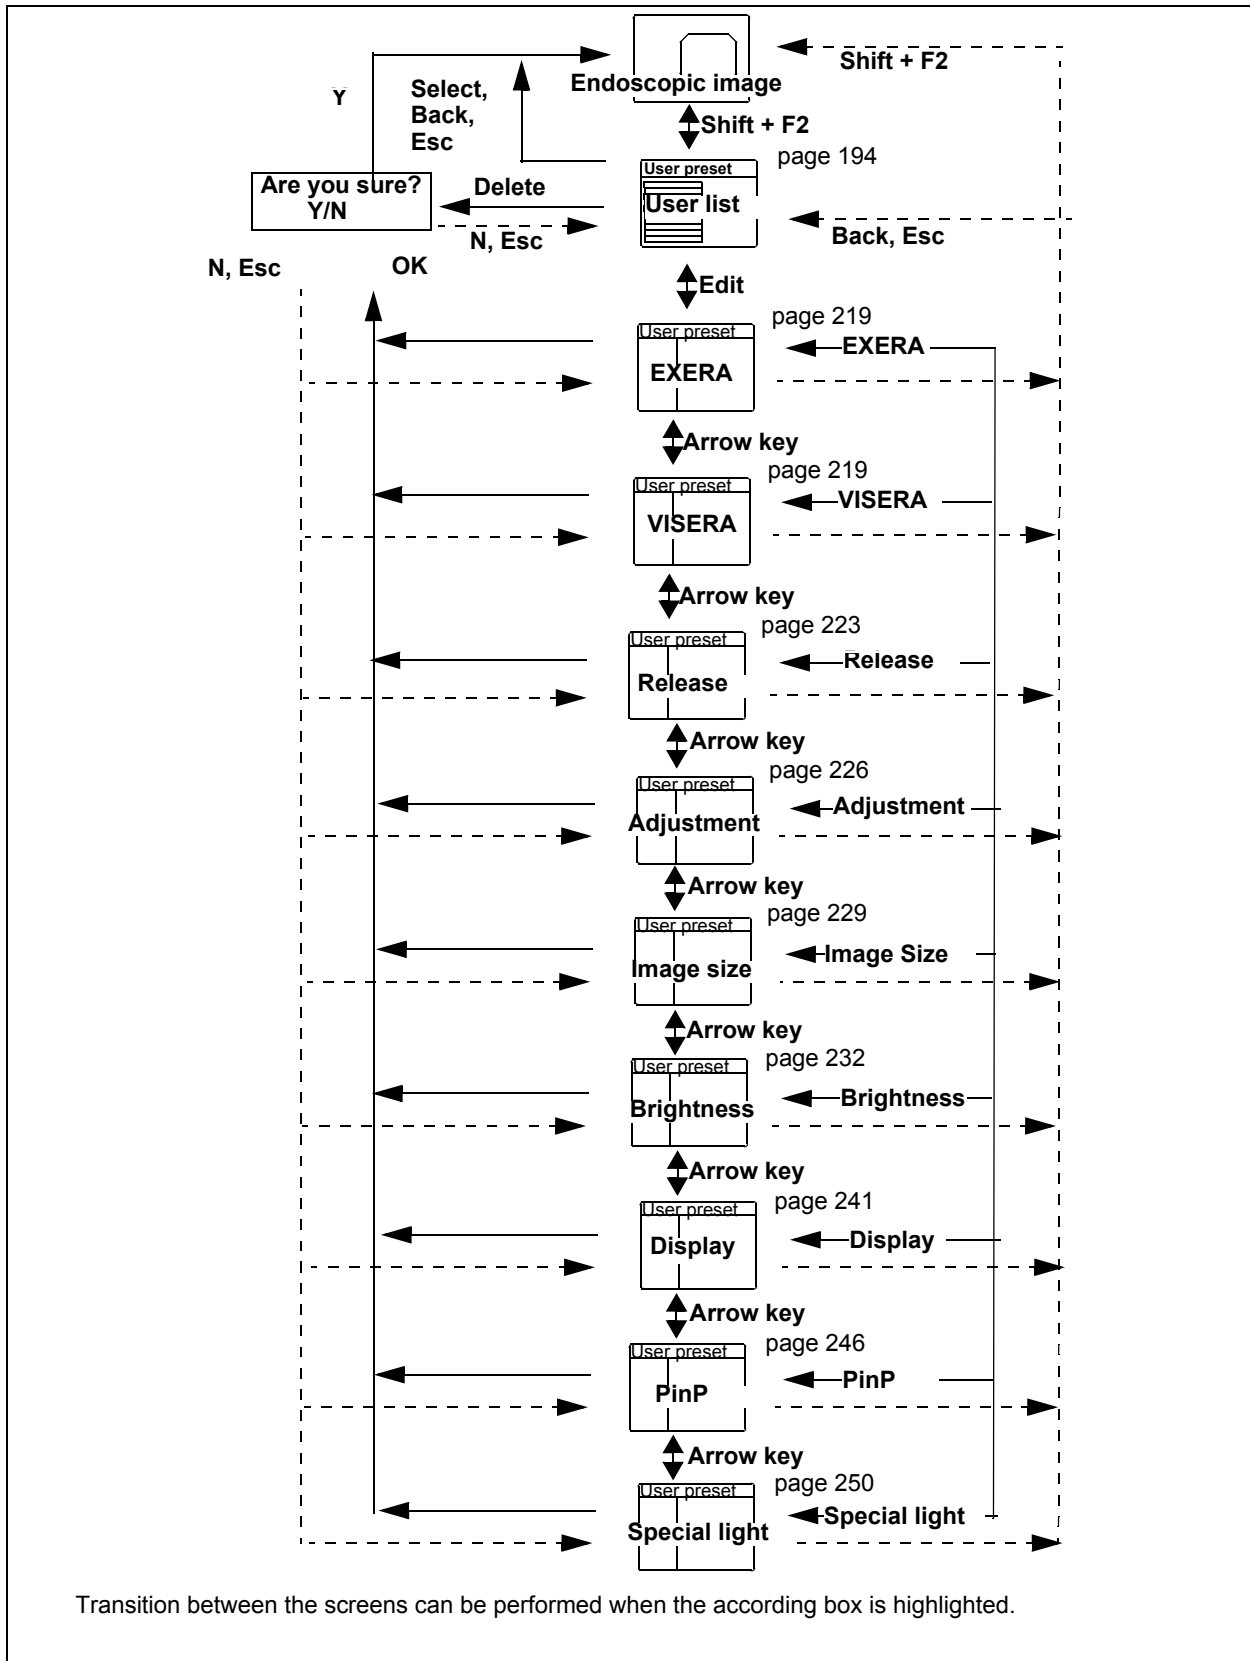 Shift + F2
Endoscopic image
Y
Select,
Back,
Esc
Shift + F2
page 194
User preset
Are you sure?
Y/N
Delete
User list
N, Esc
Back, Esc
N, Esc
OK
Edit
page 219
User preset
EXERA
EXERA
Arrow key
page 219
User preset
VISERA
VISERA
Arrow key
page 223
User preset
Release
Release
Arrow key
page 226
User preset
Adjustment
Adjustment
Arrow key
page 229
User preset
Image Size
Image size
Arrow key
page 232
User preset
Brightness
Brightness
Arrow key
page 241
User preset
Display
Display
Arrow key
page 246
User preset
PinP
PinP
Arrow key
page 250
User preset
Special light
Special light
Transition between the screens can be performed when the according box is highlighted.